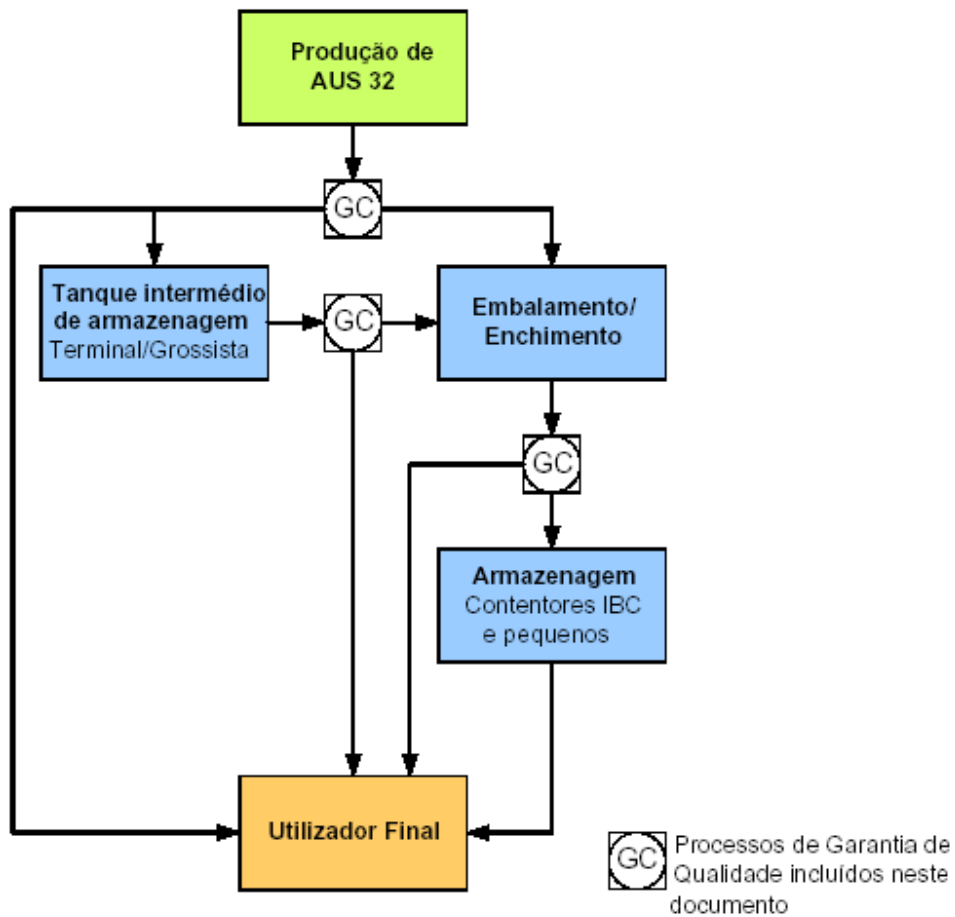 Produção de
AUS 32
GC
Tanque intermédio
de armazenagem
Terminal/Grossista
GC
Embalamento/
Enchimento
GC
Armazenagem
Contentores IBC
e pequenos
Utilizador Final
GC
Processos de Garantia de
Qualidade incluídos neste
documento